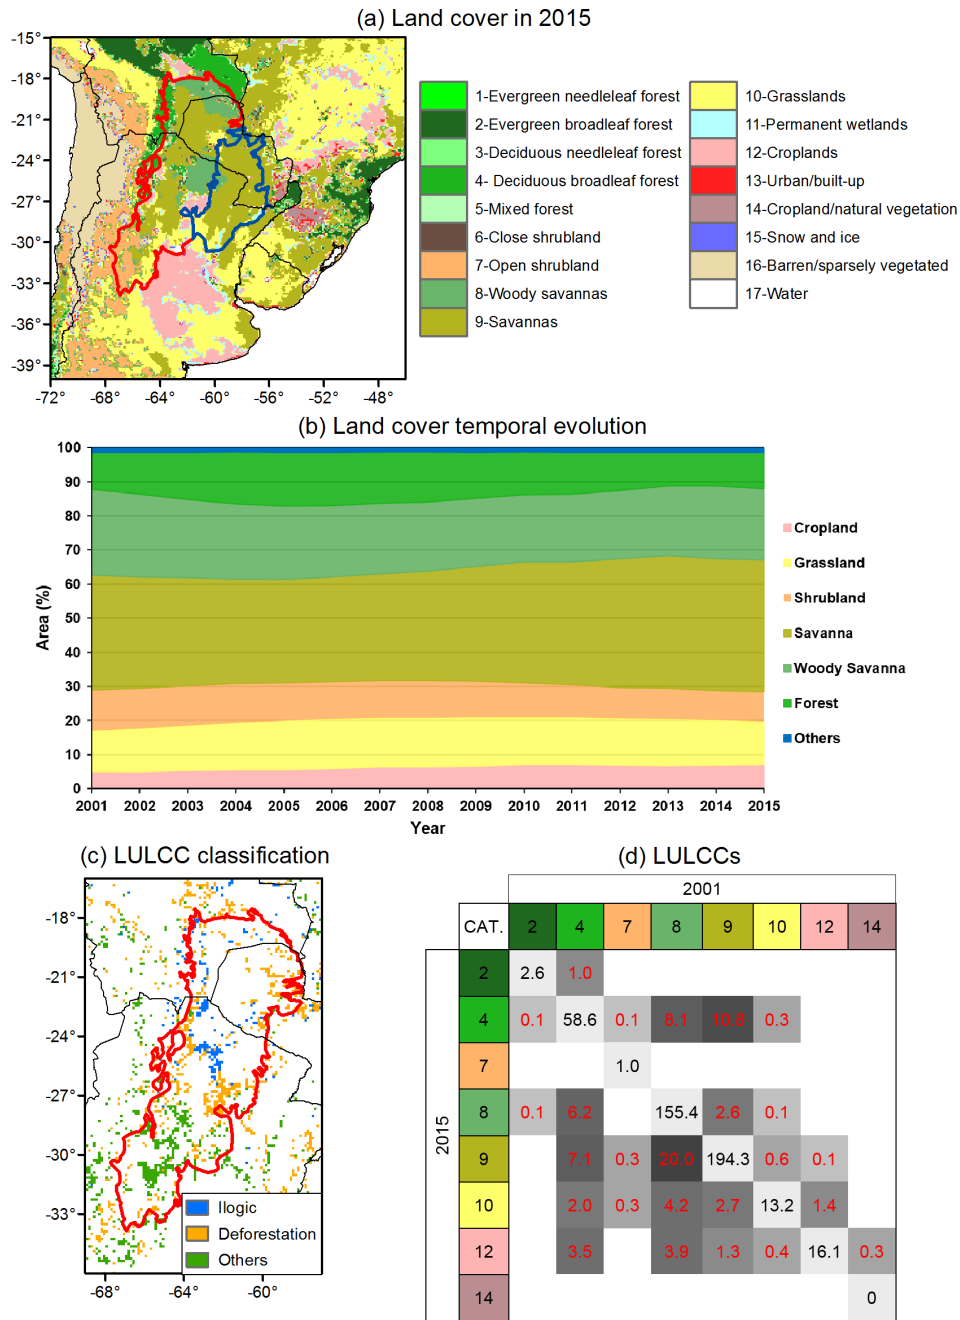 (a) Land cover in 2015
-15°
-18°
-21°
-24°
-27°
-30°
-33°
-36°
-39°
-72° -68° -64° -60° -56° -52° -48°
1-Evergreen needleleaf forest
2-Evergreen broadleaf forest
3-Deciduous needleleaf forest
4- Deciduous broadleaf forest
5-Mixed forest
6-Close shrubland
7-Open shrubland
8-Woody savannas
9-Savannas
10-Grasslands
11-Permanent wetlands
12-Croplands
13-Urban/built-up
14-Cropland/natural vegetation
15-Snow and ice
16-Barren/sparsely vegetated
17-Water
(b) Land cover temporal evolution
Area (%)
100
90
80
70
60
50
40
30
20
10
0
2001 2002 2003 2004 2005 2006 2007 2008 2009 2010 2011 2012 2013 2014 2015
Year
Cropland
Grassland
Shrubland
Savanna
Woody Savanna
Forest
Others
(c) LULCC classification
-18°
-21°
-24°
-27°
-30°
-33°
-68° -64° -60°
Ilogic
Deforestation
Others
(d) LULCCs
2001
CAT. 2 4 7 8 9 10 12 14
2015
2 2.6 1.0
4 0.1 58.6 0.1 8.1 10.8 0.3
7 1.0
8 0.1 6.2 155.4 2.6 0.1
9 7.1 0.3 20.0 194.3 0.6 0.1
10 2.0 0.3 4.2 2.7 13.2 1.4
12 3.5 3.9 1.3 0.4 16.1 0.3
14 0